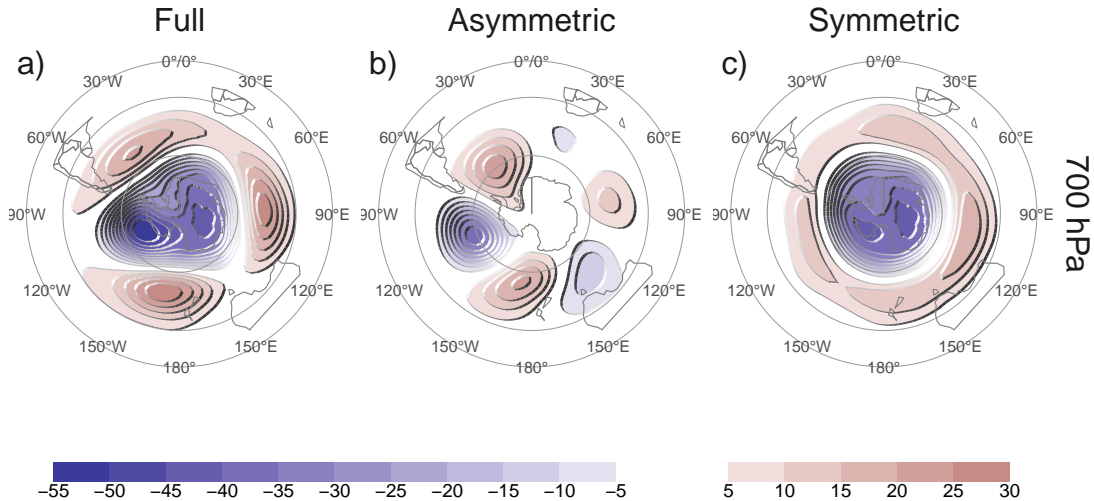 Full Asymmetric Symmetric
a) b) c)
0°/0° 0°/0° 0°/0°
30°W 30°E 30°W 30°E 30°W 30°E
60°W 60°E 60°W 60°E 60°W 60°E
90°W 90°E 90°W 90°E 90°W 90°E
120°W 120°E 120°W 120°E 120°W 120°E
150°W 150°E 150°W 150°E 150°W 150°E
180° 180° 180°
700 hPa
−55 −50 −45 −40 −35 −30 −25 −20 −15 −10 −5
5 10 15 20 25 30